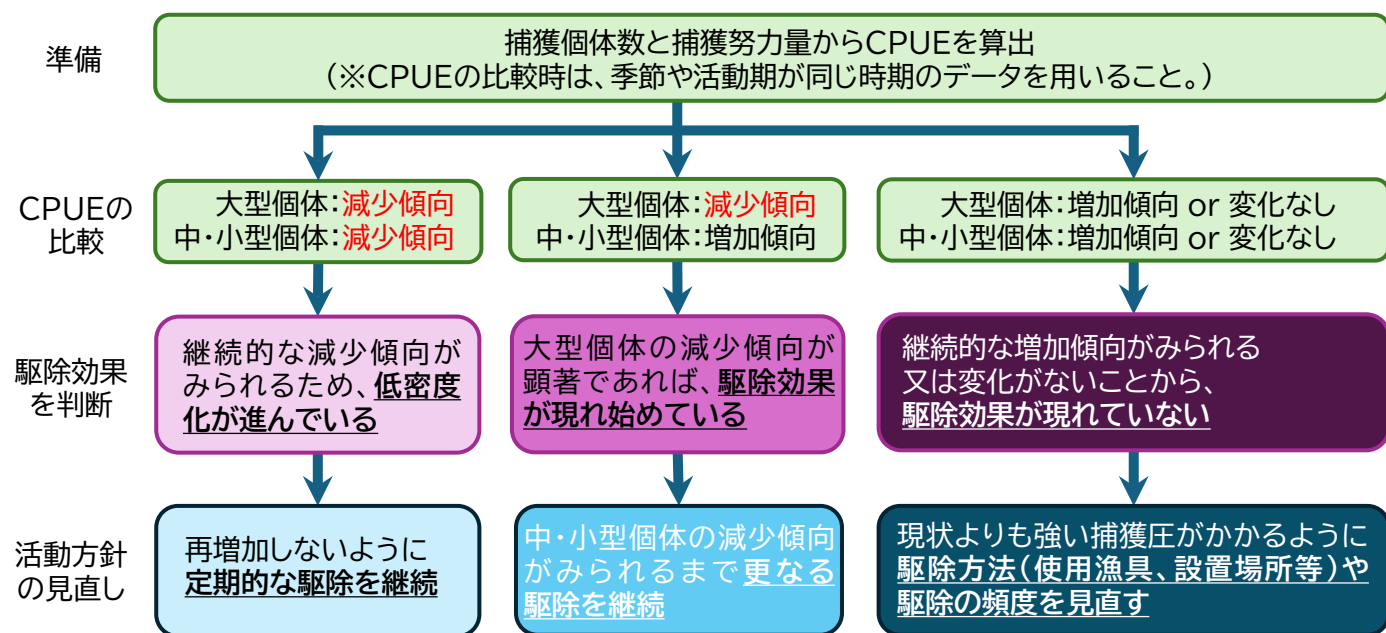 準備
捕獲個体数と捕獲努力量からCPUEを算出
（※CPUEの比較時は、季節や活動期が同じ時期のデータを用いること。）
CPUEの
比較
大型個体：減少傾向
中・小型個体：減少傾向
大型個体：減少傾向
中・小型個体：増加傾向
大型個体：増加傾向 or 変化なし
中・小型個体：増加傾向 or 変化なし
駆除効果
を判断
継続的な減少傾向が
みられるため、低密度
化が進んでいる
大型個体の減少傾向が
顕著であれば、駆除効果
が現れ始めている
継続的な増加傾向がみられる
又は変化がないことから、
駆除効果が現れていない
活動方針
の見直し
再増加しないように
定期的な駆除を継続
中・小型個体の減少傾向
がみられるまで更なる
駆除を継続
現状よりも強い捕獲圧がかかるように
駆除方法（使用漁具、設置場所等）や
駆除の頻度を見直す